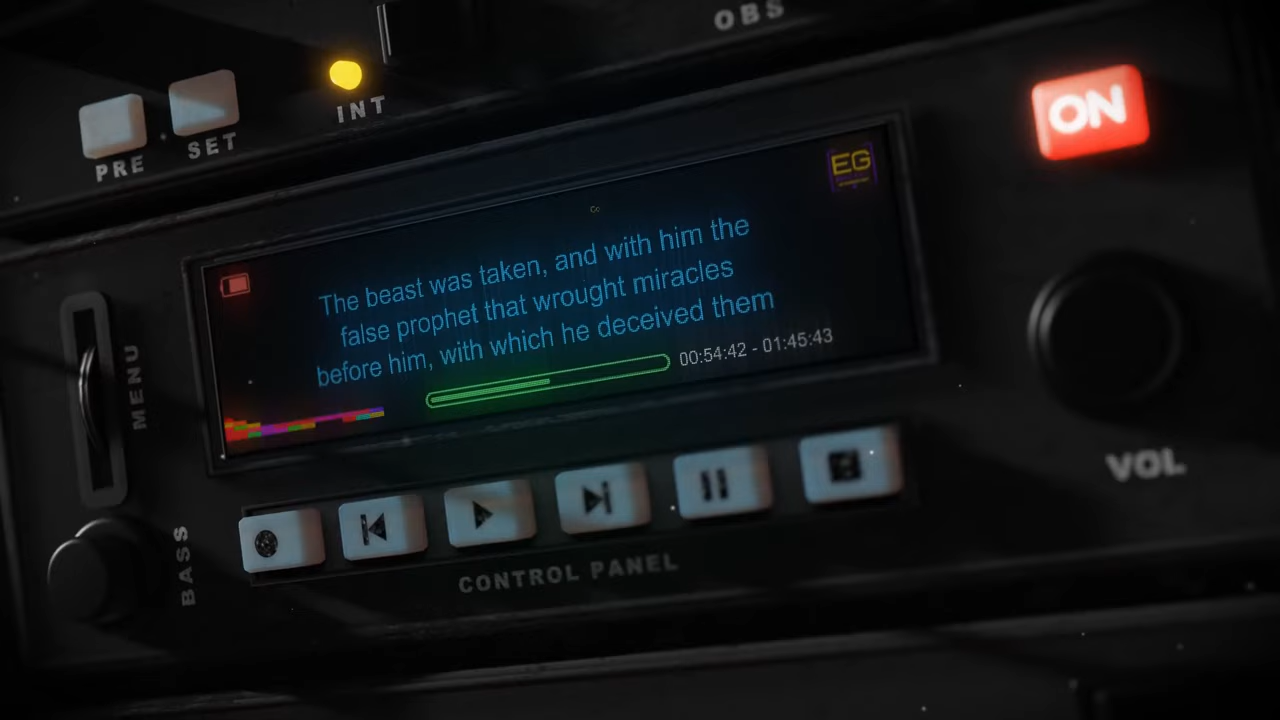 OBS
INT
PRE
SET
ON
EG
The beast was taken, and with him the
false prophet that wrought miracles
before him, with which he deceived them
00:54:42 - 01:45:43
MENU
BASS
VOL
CONTROL PANEL